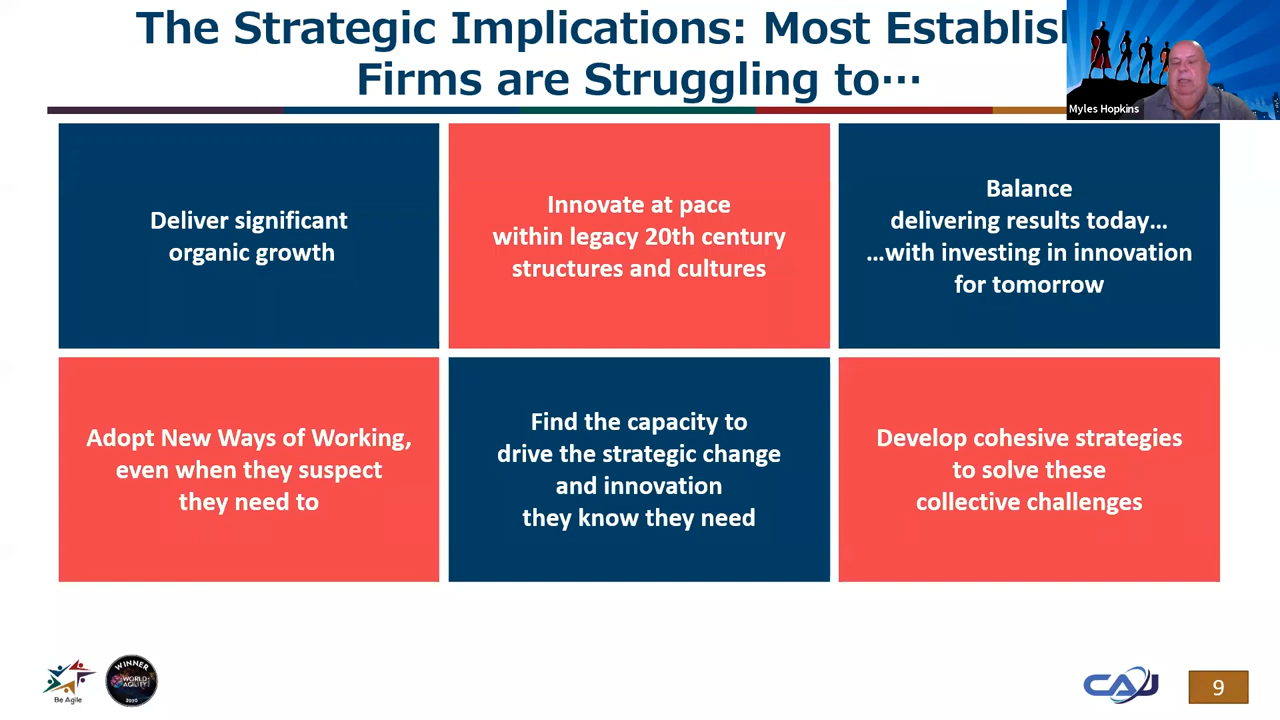 The Strategic Implications: Most Establis
Firms are Struggling to…
Myles Hopkins
Deliver significant
organic growth
Innovate at pace
within legacy 20th century
structures and cultures
Balance
delivering results today…
…with investing in innovation
for tomorrow
Adopt New Ways of Working,
even when they suspect
they need to
Find the capacity to
drive the strategic change
and innovation
they know they need
Develop cohesive strategies
to solve these
collective challenges
Be Agile
WINNER
WORLD
AGILITY
2020
CAJ
9